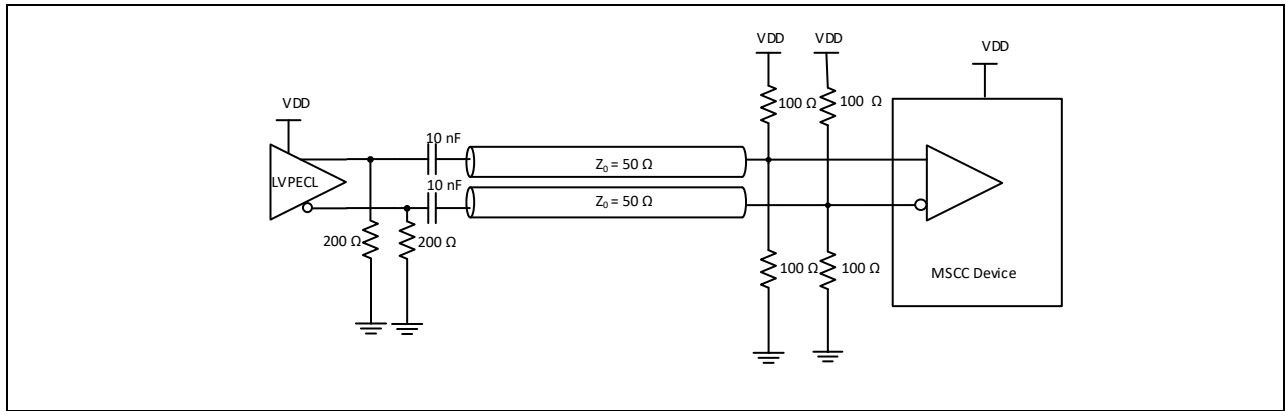 VDD
VDD
VDD
VDD
100 Ω
100 Ω
10 nF
LVPECL
Z0 = 50 Ω
10 nF
Z0 = 50 Ω
200 Ω
200 Ω
100 Ω
100 Ω
MSCC Device